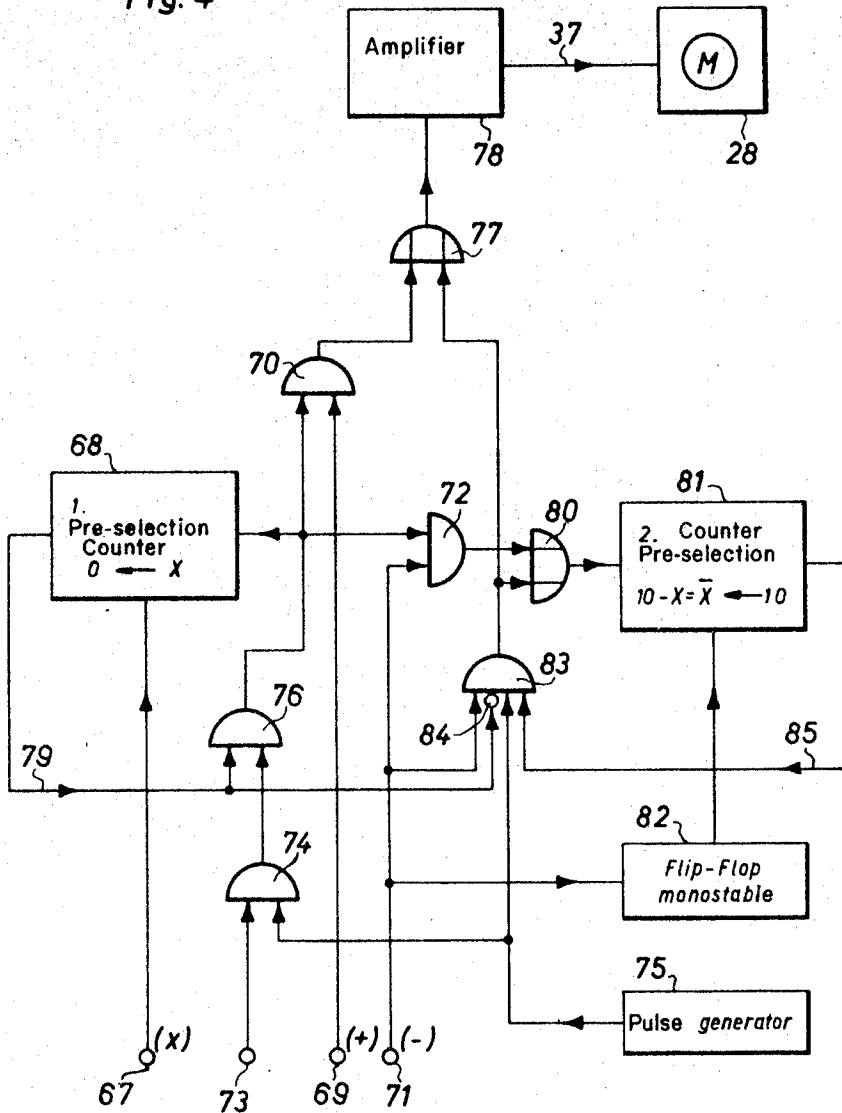 Fig. 4
Amplifier
37
M
78
28
77
70
68
1.
Pre-selection
Counter
0 ← X
72
80
81
2. Counter
Pre-selection
10-X=X̅ ← 10
76
83
84
79
85
82
Flip-Flop
monostable
74
75
Pulse generator
(X)
(+)
(-)
67
73
69
71